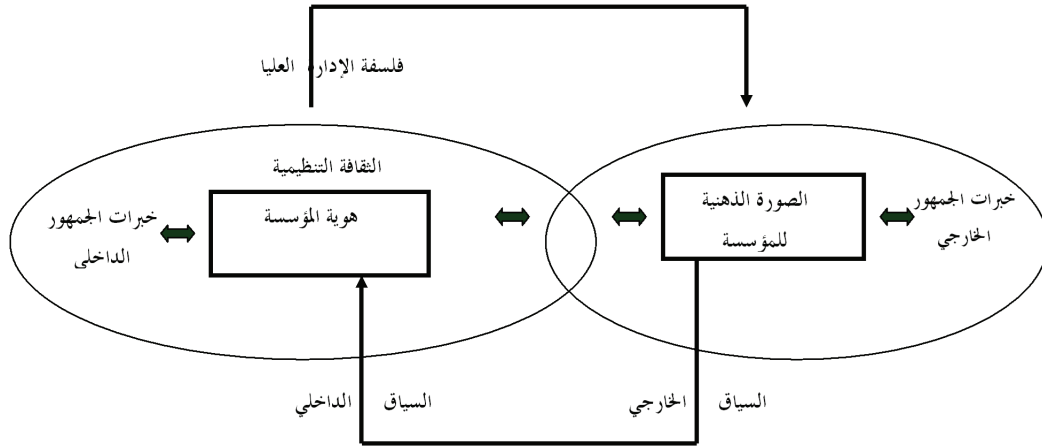 فلسفة الإدارة العليا
الثقافة التنظيمية
هوية المؤسسة
الصورة الذهنية
للمؤسسة
خبرات الجمهور
الخارجي
خبرات الجمهور
الداخلي
السياق الخارجي
السياق الداخلي